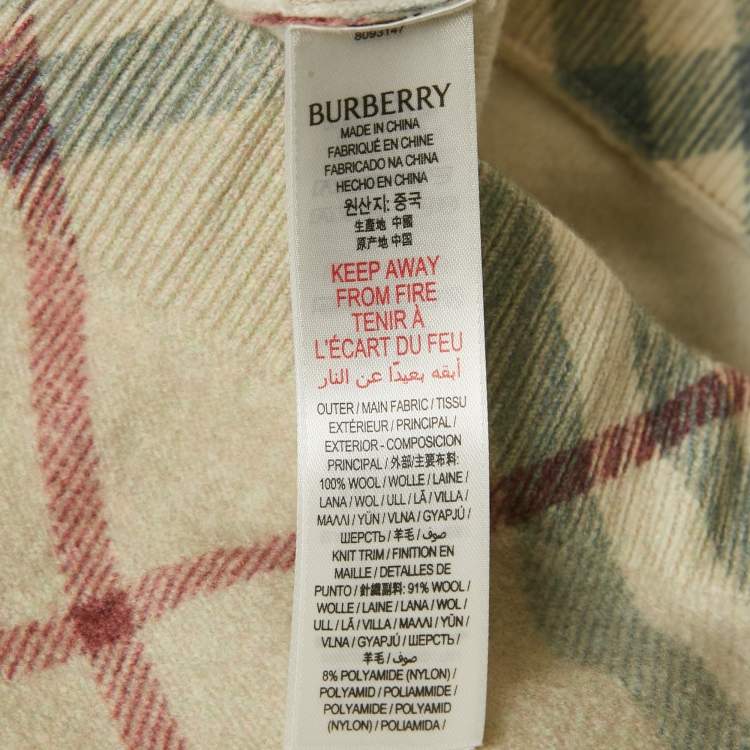 8093147
BURBERRY
MADE IN CHINA
FABRIQUÉ EN CHINE
FABRICADO NA CHINA
HECHO EN CHINA
원산지: 중국
生產地 中國
原产地 中国
KEEP AWAY
FROM FIRE
TENIR À
L'ÉCART DU FEU
أبقه بعيدًا عن النار
OUTER / MAIN FABRIC / TISSU
EXTÉRIEUR / PRINCIPAL /
EXTERIOR - COMPOSICION
PRINCIPAL / 外部/主要布料:
100% WOOL / WOLLE / LAINE /
LANA / WOL / ULL / LÃ / VILLA /
ΜΑΛΛΙ / YÜN / VLNA / GYAPJÚ /
ШЕРСТЬ / 羊毛 / صوف
KNIT TRIM / FINITION EN
MAILLE / DETALLES DE
PUNTO / 針織副料: 91% WOOL /
WOLLE / LAINE / LANA / WOL /
ULL / LÃ / VILLA / ΜΑΛΛΙ / YÜN /
VLNA / GYAPJÚ / ШЕРСТЬ /
羊毛 / صوف
8% POLYAMIDE (NYLON) /
POLYAMID / POLIAMMIDE /
POLYAMIDE / POLYAMID
(NYLON) / POLIAMIDA /